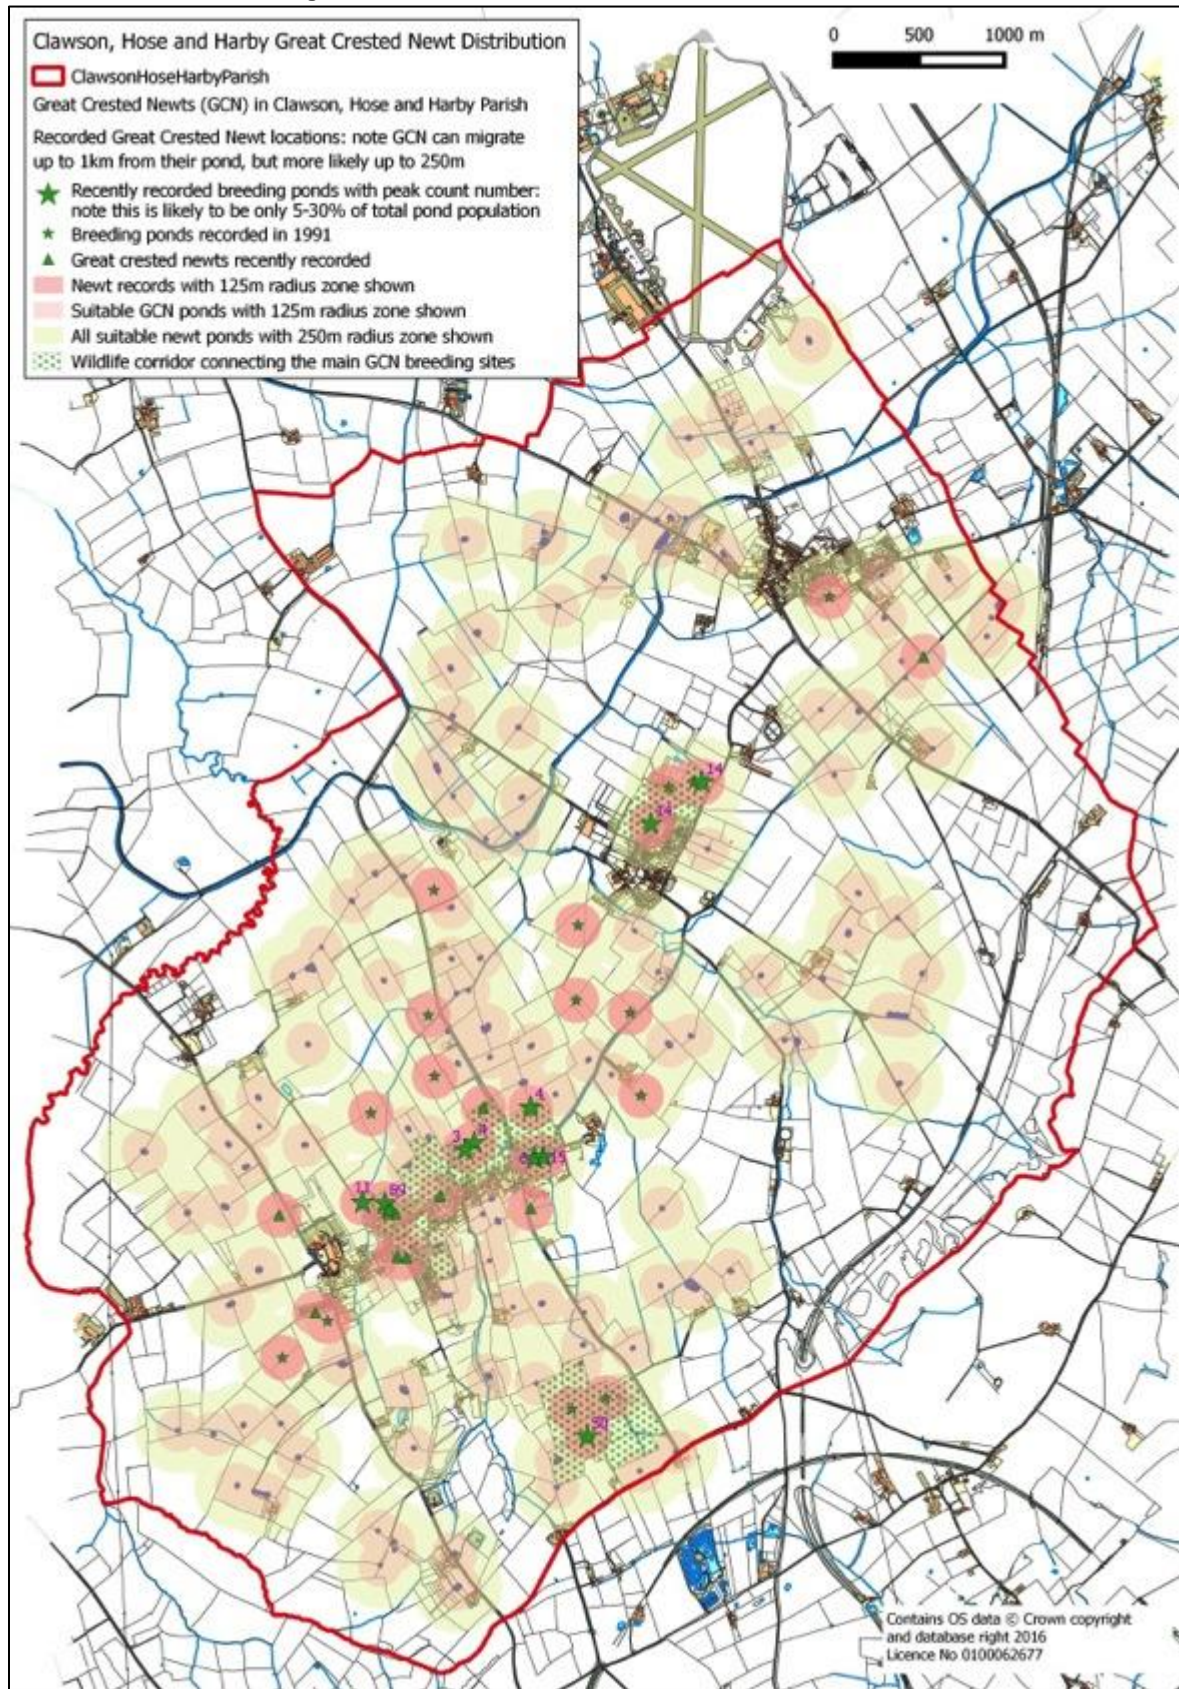 Clawson, Hose and Harby Great Crested Newt Distribution
ClawsonHoseHarbyParish
Great Crested Newts (GCN) in Clawson, Hose and Harby Parish
Recorded Great Crested Newt locations: note GCN can migrate
up to 1km from their pond, but more likely up to 250m
Recently recorded breeding ponds with peak count number:
note this is likely to be only 5-30% of total pond population
Breeding ponds recorded in 1991
Great crested newts recently recorded
Newt records with 125m radius zone shown
Suitable GCN ponds with 125m radius zone shown
All suitable newt ponds with 250m radius zone shown
Wildlife corridor connecting the main GCN breeding sites
0 500 1000 m
14
14
4
3
15
11
Contains OS data © Crown copyright
and database right 2016
Licence No 0100062677